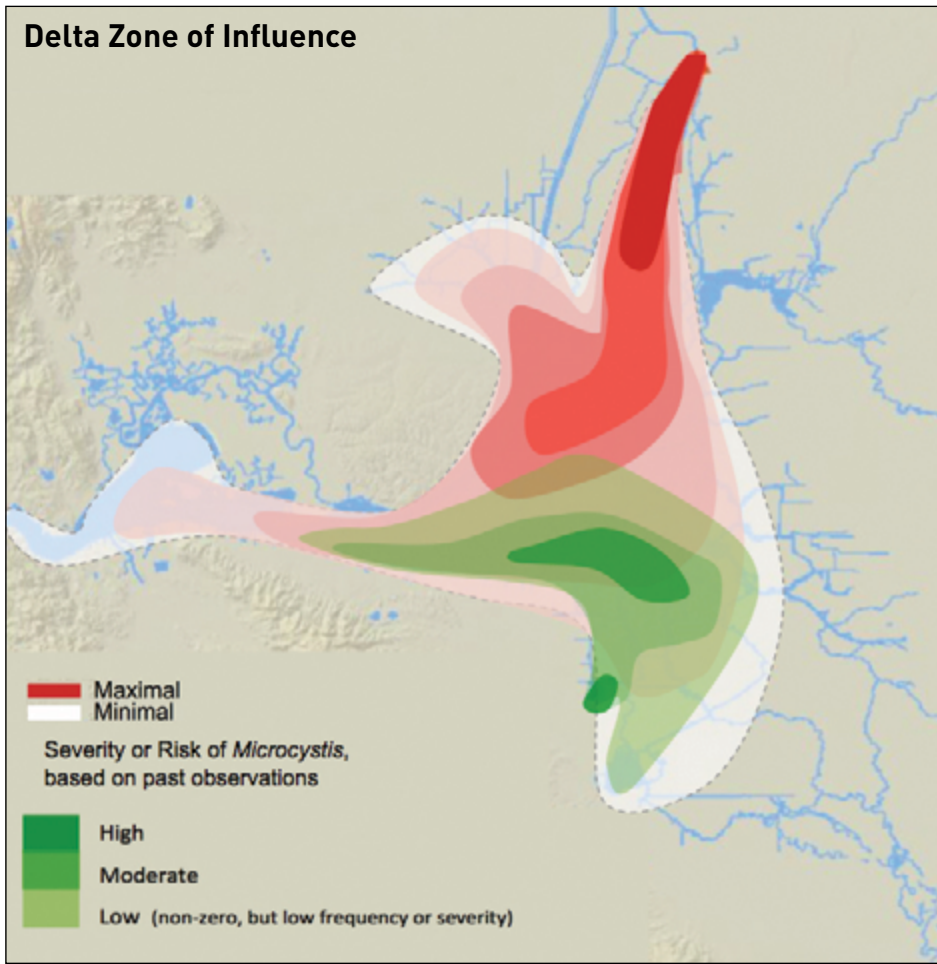 Delta Zone of Influence
Maximal
Minimal
Severity or Risk of Microcystis,
based on past observations
High
Moderate
Low (non-zero, but low frequency or severity)